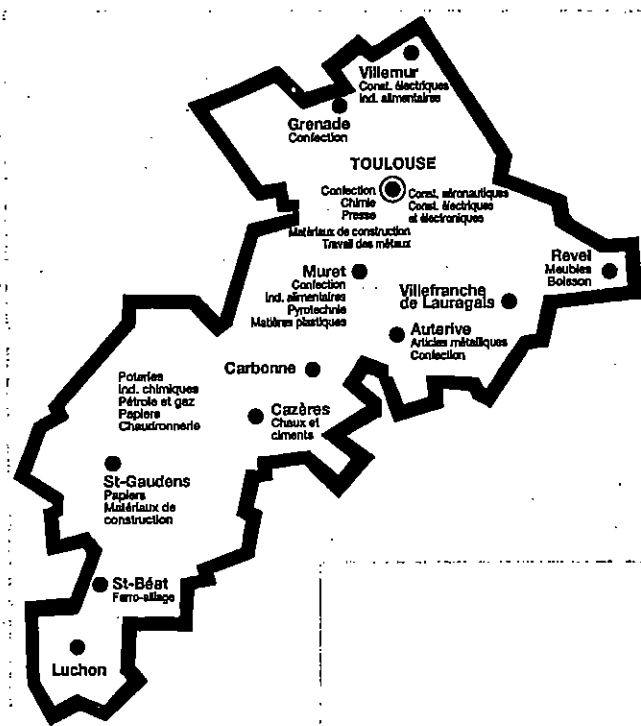 Villemur
Const. électriques
Ind. alimentaires
Grenade
Confection
TOULOUSE
Confection
Chimie
Presse
Const. aéronautiques
Const. électriques
et électroniques
Matériaux de construction
Travail des métaux
Revel
Meubles
Boisson
Muret
Confection
Ind. alimentaires
Pyrotechnie
Matières plastiques
Villefranche
de Lauragais
Auterive
Articles métalliques
Confection
Carbonne
Poteries
Ind. chimiques
Pétrole et gaz
Papiers
Chaudronnerie
Cazères
Chaux et
ciments
St-Gaudens
Papiers
Matériaux de
construction
St-Béat
Ferro-alliage
Luchon